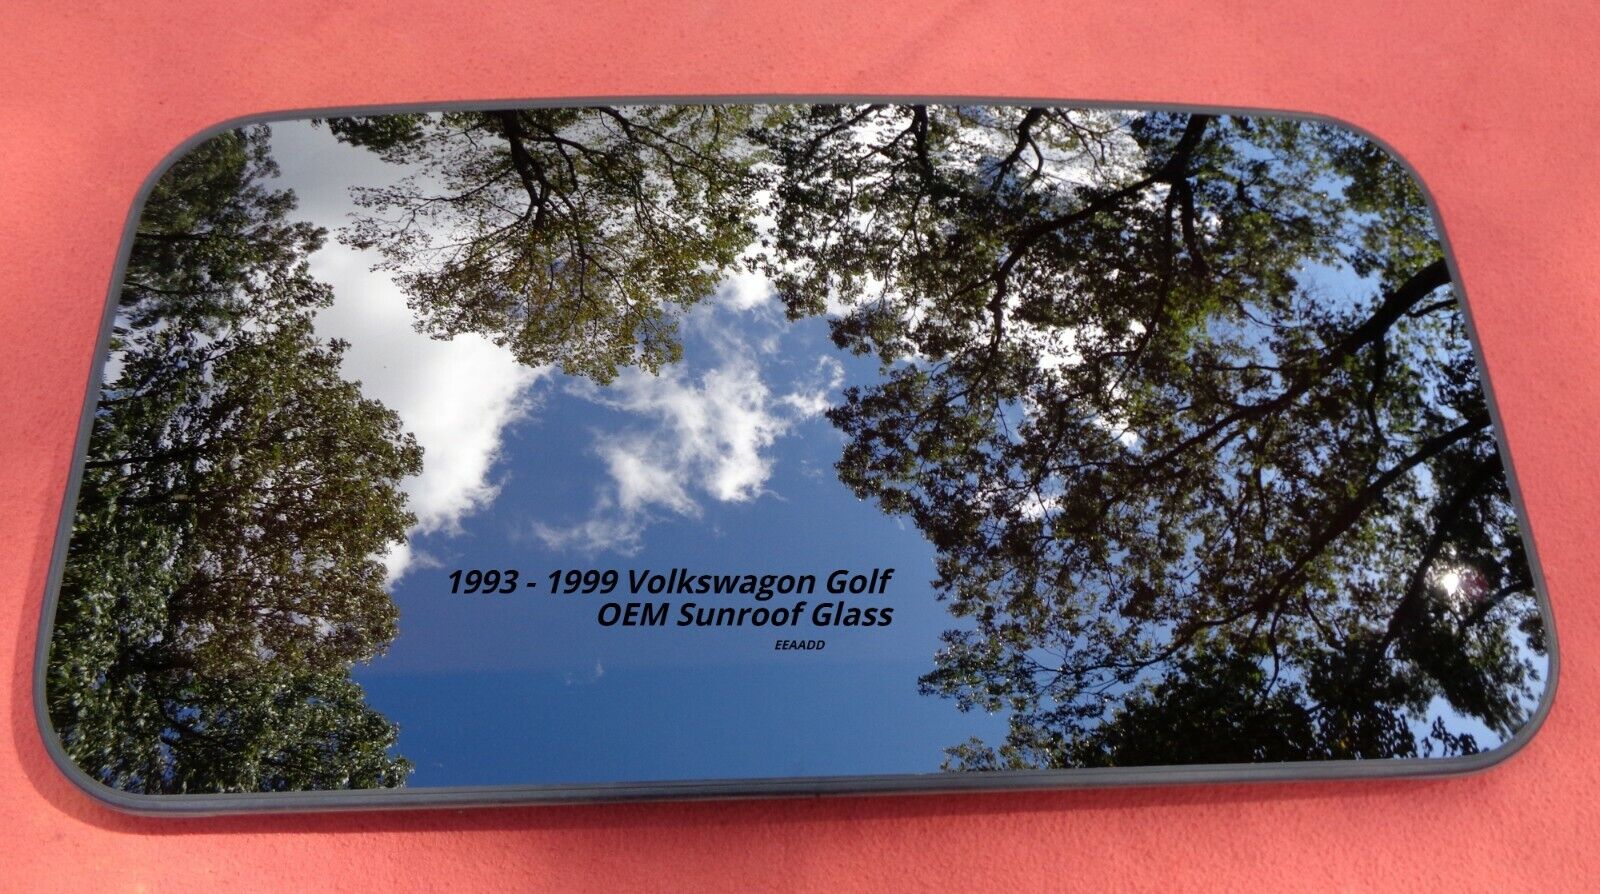 1993 - 1999 Volkswagon Golf
OEM Sunroof Glass
EEAADD